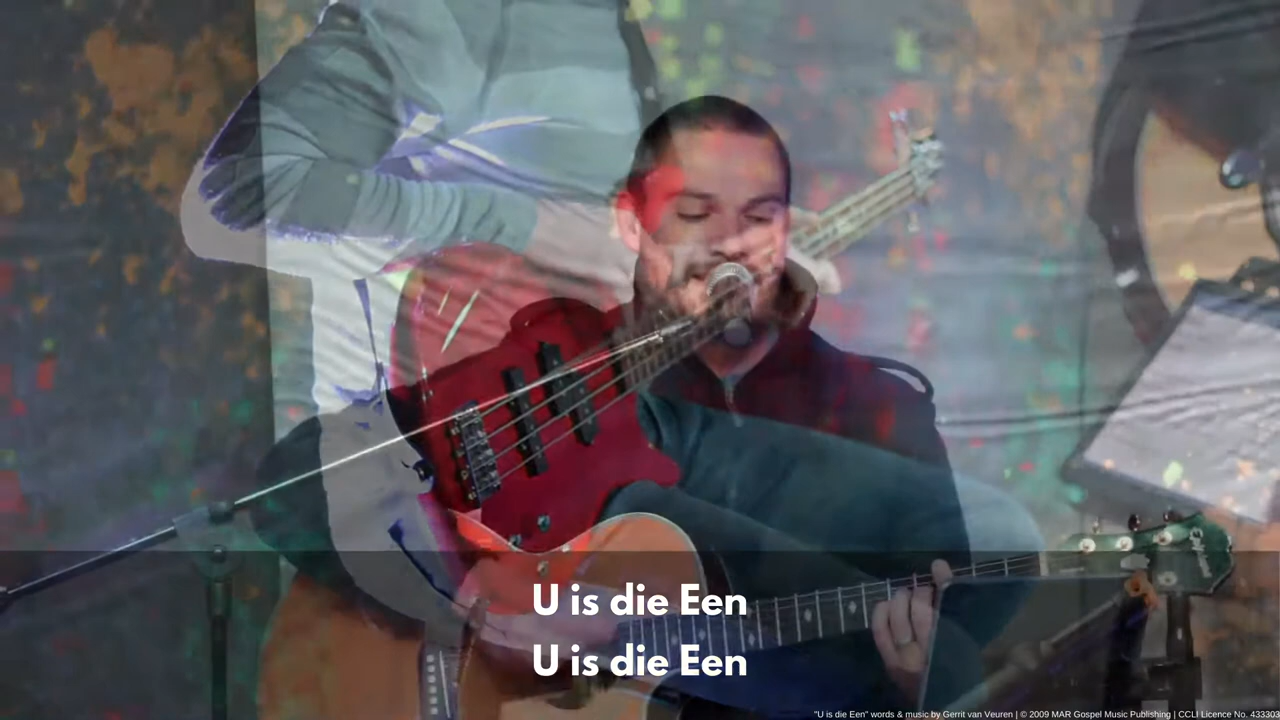 U is die Een
U is die Een
"U is die Een" words & music by Gerrit van Veuren | © 2009 MAR Gospel Music Publishing | CCLI Licence No. 433303